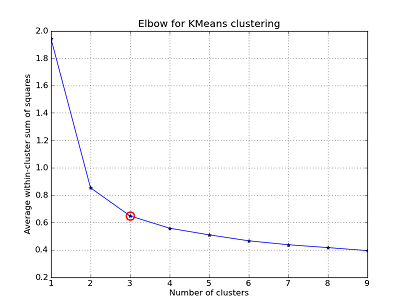 Elbow for KMeans clustering
2.0
1.8
1.6
1.4
1.2
1.0
0.8
0.6
0.4
0.2
Average within-cluster sum of squares
1 2 3 4 5 6 7 8 9
Number of clusters